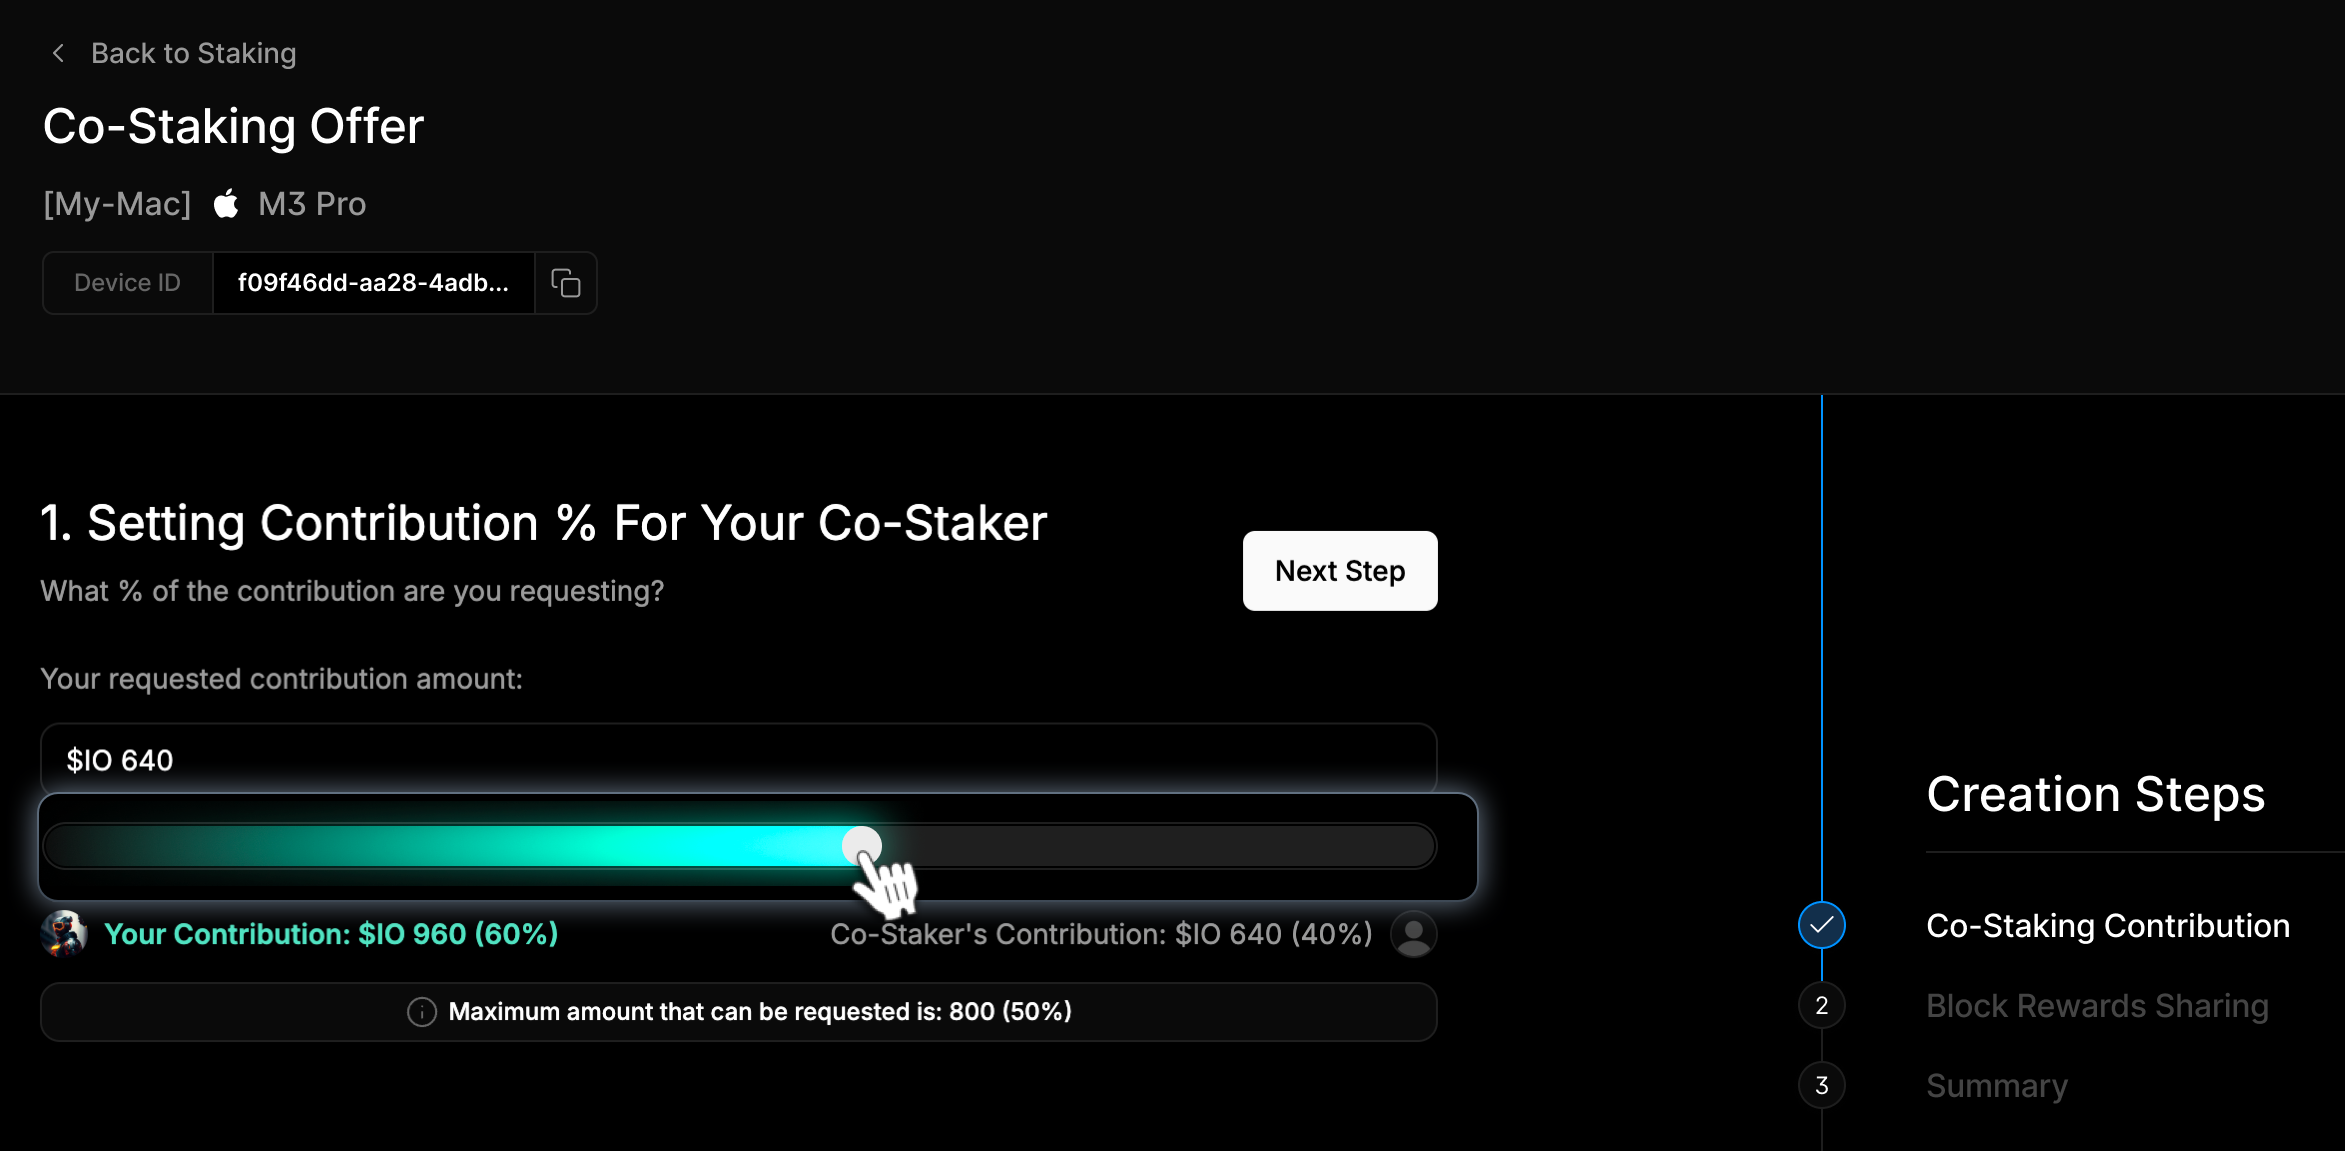 Back to Staking
Co-Staking Offer
[My-Mac] M3 Pro
Device ID f09f46dd-aa28-4adb...
1. Setting Contribution % For Your Co-Staker
What % of the contribution are you requesting?
Next Step
Your requested contribution amount:
$IO 640
Your Contribution: $IO 960 (60%)
Co-Staker's Contribution: $IO 640 (40%)
Maximum amount that can be requested is: 800 (50%)
Creation Steps
Co-Staking Contribution
2 Block Rewards Sharing
3 Summary